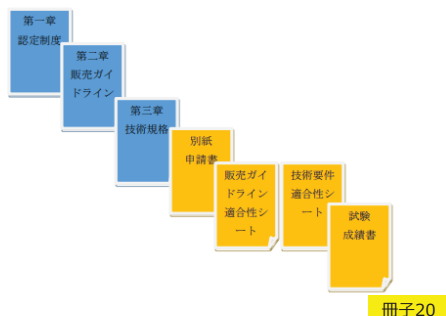 第一章
認定制度
第二章
販売ガイ
ドライン
第三章
技術規格
別紙
申請書
販売ガイ
ドライン
適合性シ
ート
技術要件
適合性シ
ート
試験
成績書
冊子20